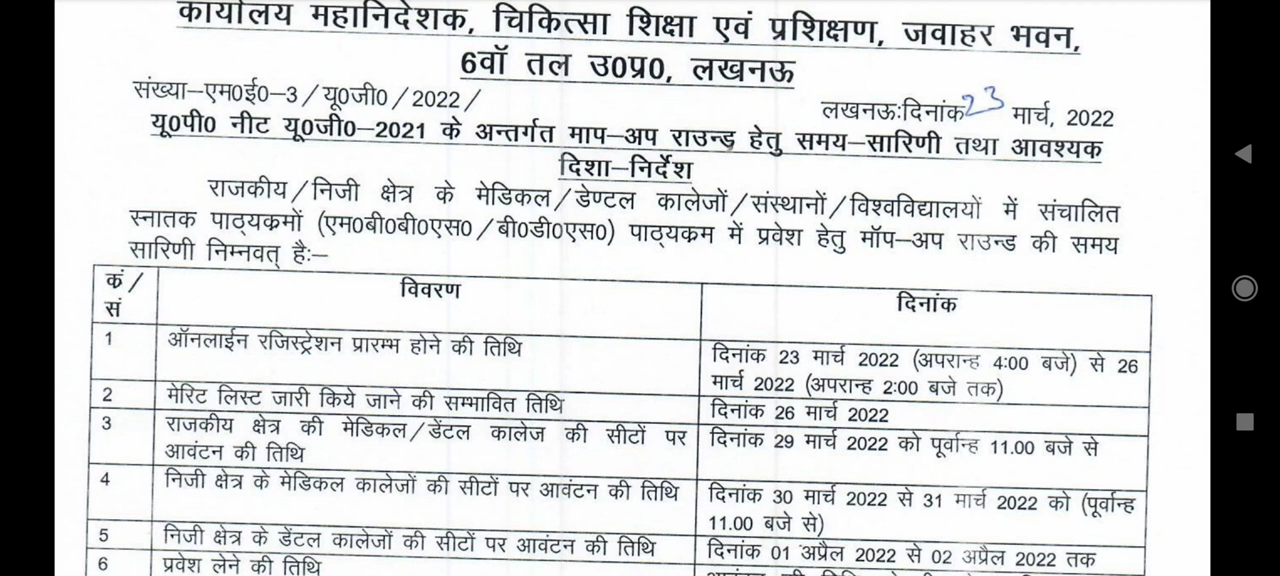 कार्यालय महानिदेशक, चिकित्सा शिक्षा एवं प्रशिक्षण, जवाहर भवन,
6वॉ तल उ0प्र0, लखनऊ
संख्या–एम0ई0–3/यू0जी0/2022/
लखनऊ:दिनांक 23 मार्च, 2022
यू0पी0 नीट यू0जी0–2021 के अन्तर्गत माप–अप राउन्ड हेतु समय–सारिणी तथा आवश्यक
दिशा–निर्देश
राजकीय/निजी क्षेत्र के मेडिकल/डेण्टल कालेजों/संस्थानों/विश्वविद्यालयों में संचालित
स्नातक पाठ्यक्रमों (एम0बी0बी0एस0/बी0डी0एस0) पाठ्यक्रम में प्रवेश हेतु मॉप–अप राउन्ड की समय
सारिणी निम्नवत् है:–
कं/
सं
विवरण
दिनांक
1
ऑनलाईन रजिस्ट्रेशन प्रारम्भ होने की तिथि
दिनांक 23 मार्च 2022 (अपरान्ह 4:00 बजे) से 26
मार्च 2022 (अपरान्ह 2:00 बजे तक)
2
मेरिट लिस्ट जारी किये जाने की सम्भावित तिथि
दिनांक 26 मार्च 2022
3
राजकीय क्षेत्र की मेडिकल/डेंटल कालेज की सीटों पर
आवंटन की तिथि
दिनांक 29 मार्च 2022 को पूर्वान्ह 11.00 बजे से
4
निजी क्षेत्र के मेडिकल कालेजों की सीटों पर आवंटन की तिथि
दिनांक 30 मार्च 2022 से 31 मार्च 2022 को (पूर्वान्ह
11.00 बजे से)
5
निजी क्षेत्र के डेंटल कालेजों की सीटों पर आवंटन की तिथि
दिनांक 01 अप्रैल 2022 से 02 अप्रैल 2022 तक
6
प्रवेश लेने की तिथि